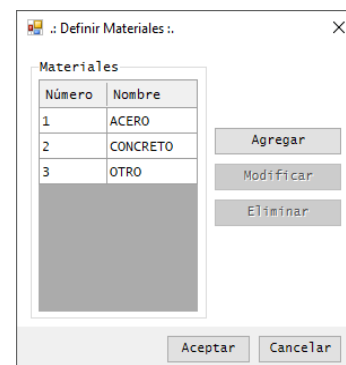 .: Definir Materiales :.
Materiales
Número Nombre
1 ACERO
2 CONCRETO
3 OTRO
Agregar
Modificar
Eliminar
Aceptar Cancelar